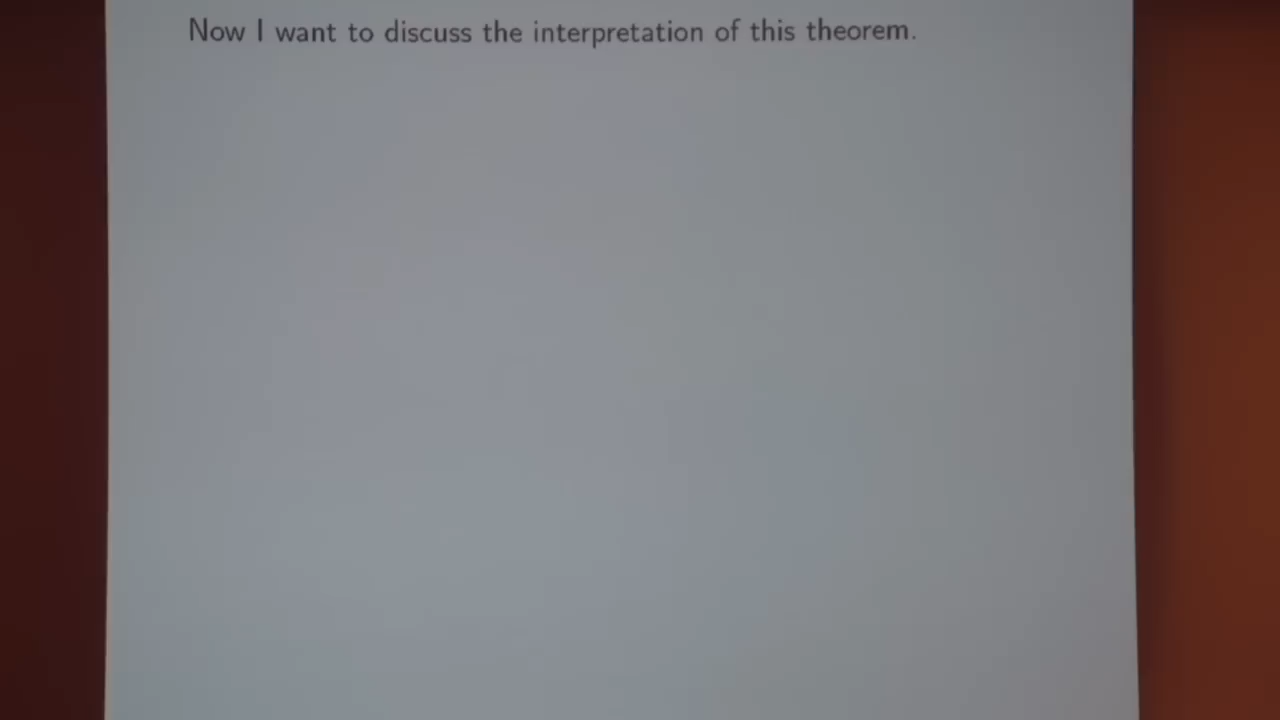 Now I want to discuss the interpretation of this theorem.